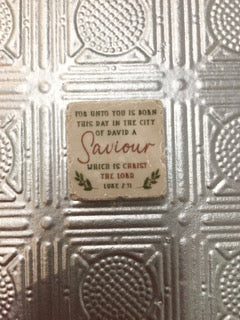 FOR UNTO YOU IS BORN
THIS DAY IN THE CITY
OF DAVID A
Saviour
WHICH IS CHRIST
THE LORD
LUKE 2:11